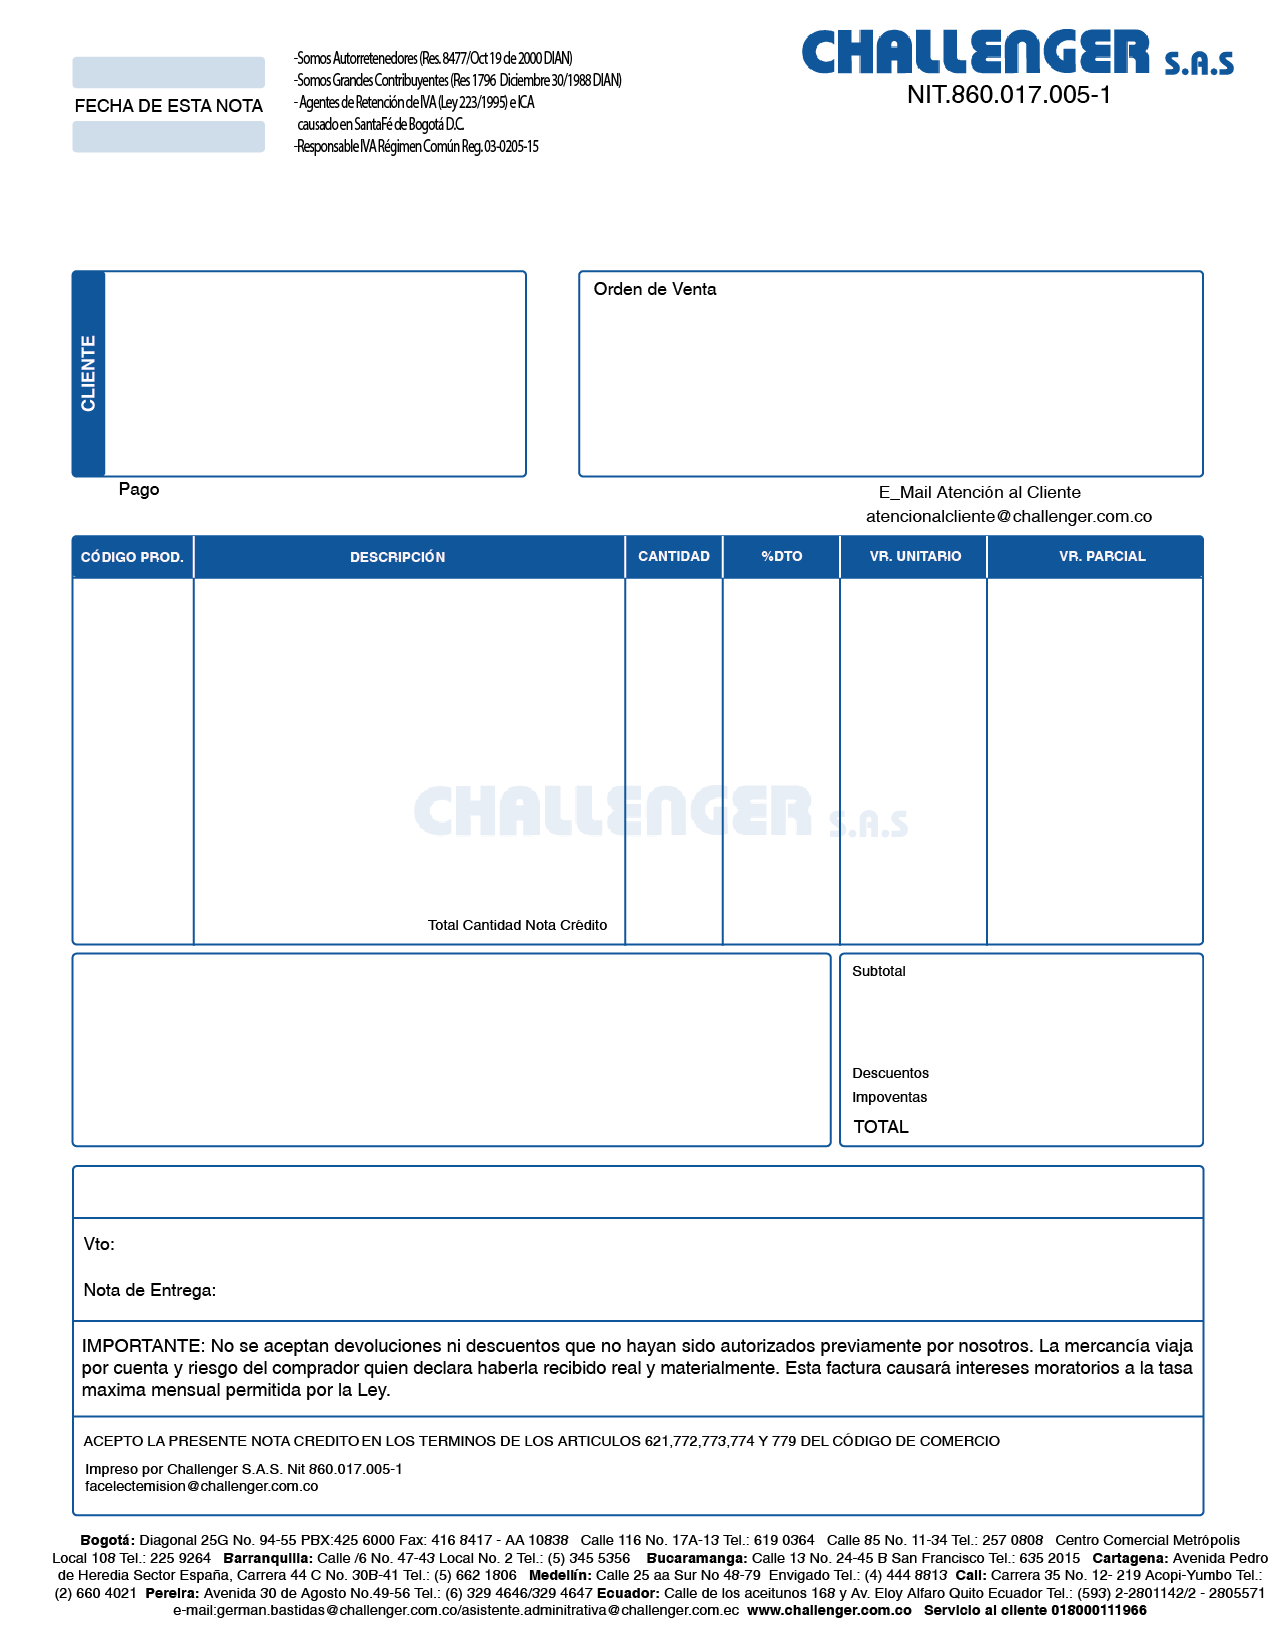 CHALLENGER S.A.S
NIT.860.017.005-1
FECHA DE ESTA NOTA
-Somos Autorretenedores (Res. 8477/Oct 19 de 2000 DIAN)
-Somos Grandes Contribuyentes (Res 1796 Diciembre 30/1988 DIAN)
- Agentes de Retención de IVA (Ley 223/1995) e ICA
causado en SantaFé de Bogotá D.C.
-Responsable IVA Régimen Común Reg. 03-0205-15
CLIENTE
Orden de Venta
Pago
E_Mail Atención al Cliente
atencionalcliente@challenger.com.co
CÓDIGO PROD. DESCRIPCIÓN CANTIDAD %DTO VR. UNITARIO VR. PARCIAL
CHALLENGER S.A.S
Total Cantidad Nota Crédito
Subtotal
Descuentos
Impoventas
TOTAL
Vto:
Nota de Entrega:
IMPORTANTE: No se aceptan devoluciones ni descuentos que no hayan sido autorizados previamente por nosotros. La mercancía viaja
por cuenta y riesgo del comprador quien declara haberla recibido real y materialmente. Esta factura causará intereses moratorios a la tasa
maxima mensual permitida por la Ley.
ACEPTO LA PRESENTE NOTA CREDITO EN LOS TERMINOS DE LOS ARTICULOS 621,772,773,774 Y 779 DEL CÓDIGO DE COMERCIO
Impreso por Challenger S.A.S. Nit 860.017.005-1
facelectemision@challenger.com.co
Bogotá: Diagonal 25G No. 94-55 PBX:425 6000 Fax: 416 8417 - AA 10838 Calle 116 No. 17A-13 Tel.: 619 0364 Calle 85 No. 11-34 Tel.: 257 0808 Centro Comercial Metrópolis
Local 108 Tel.: 225 9264 Barranquilla: Calle /6 No. 47-43 Local No. 2 Tel.: (5) 345 5356 Bucaramanga: Calle 13 No. 24-45 B San Francisco Tel.: 635 2015 Cartagena: Avenida Pedro
de Heredia Sector España, Carrera 44 C No. 30B-41 Tel.: (5) 662 1806 Medellín: Calle 25 aa Sur No 48-79 Envigado Tel.: (4) 444 8813 Cali: Carrera 35 No. 12- 219 Acopi-Yumbo Tel.:
(2) 660 4021 Pereira: Avenida 30 de Agosto No.49-56 Tel.: (6) 329 4646/329 4647 Ecuador: Calle de los aceitunos 168 y Av. Eloy Alfaro Quito Ecuador Tel.: (593) 2-2801142/2 - 2805571
e-mail:german.bastidas@challenger.com.co/asistente.adminitrativa@challenger.com.ec www.challenger.com.co Servicio al cliente 018000111966